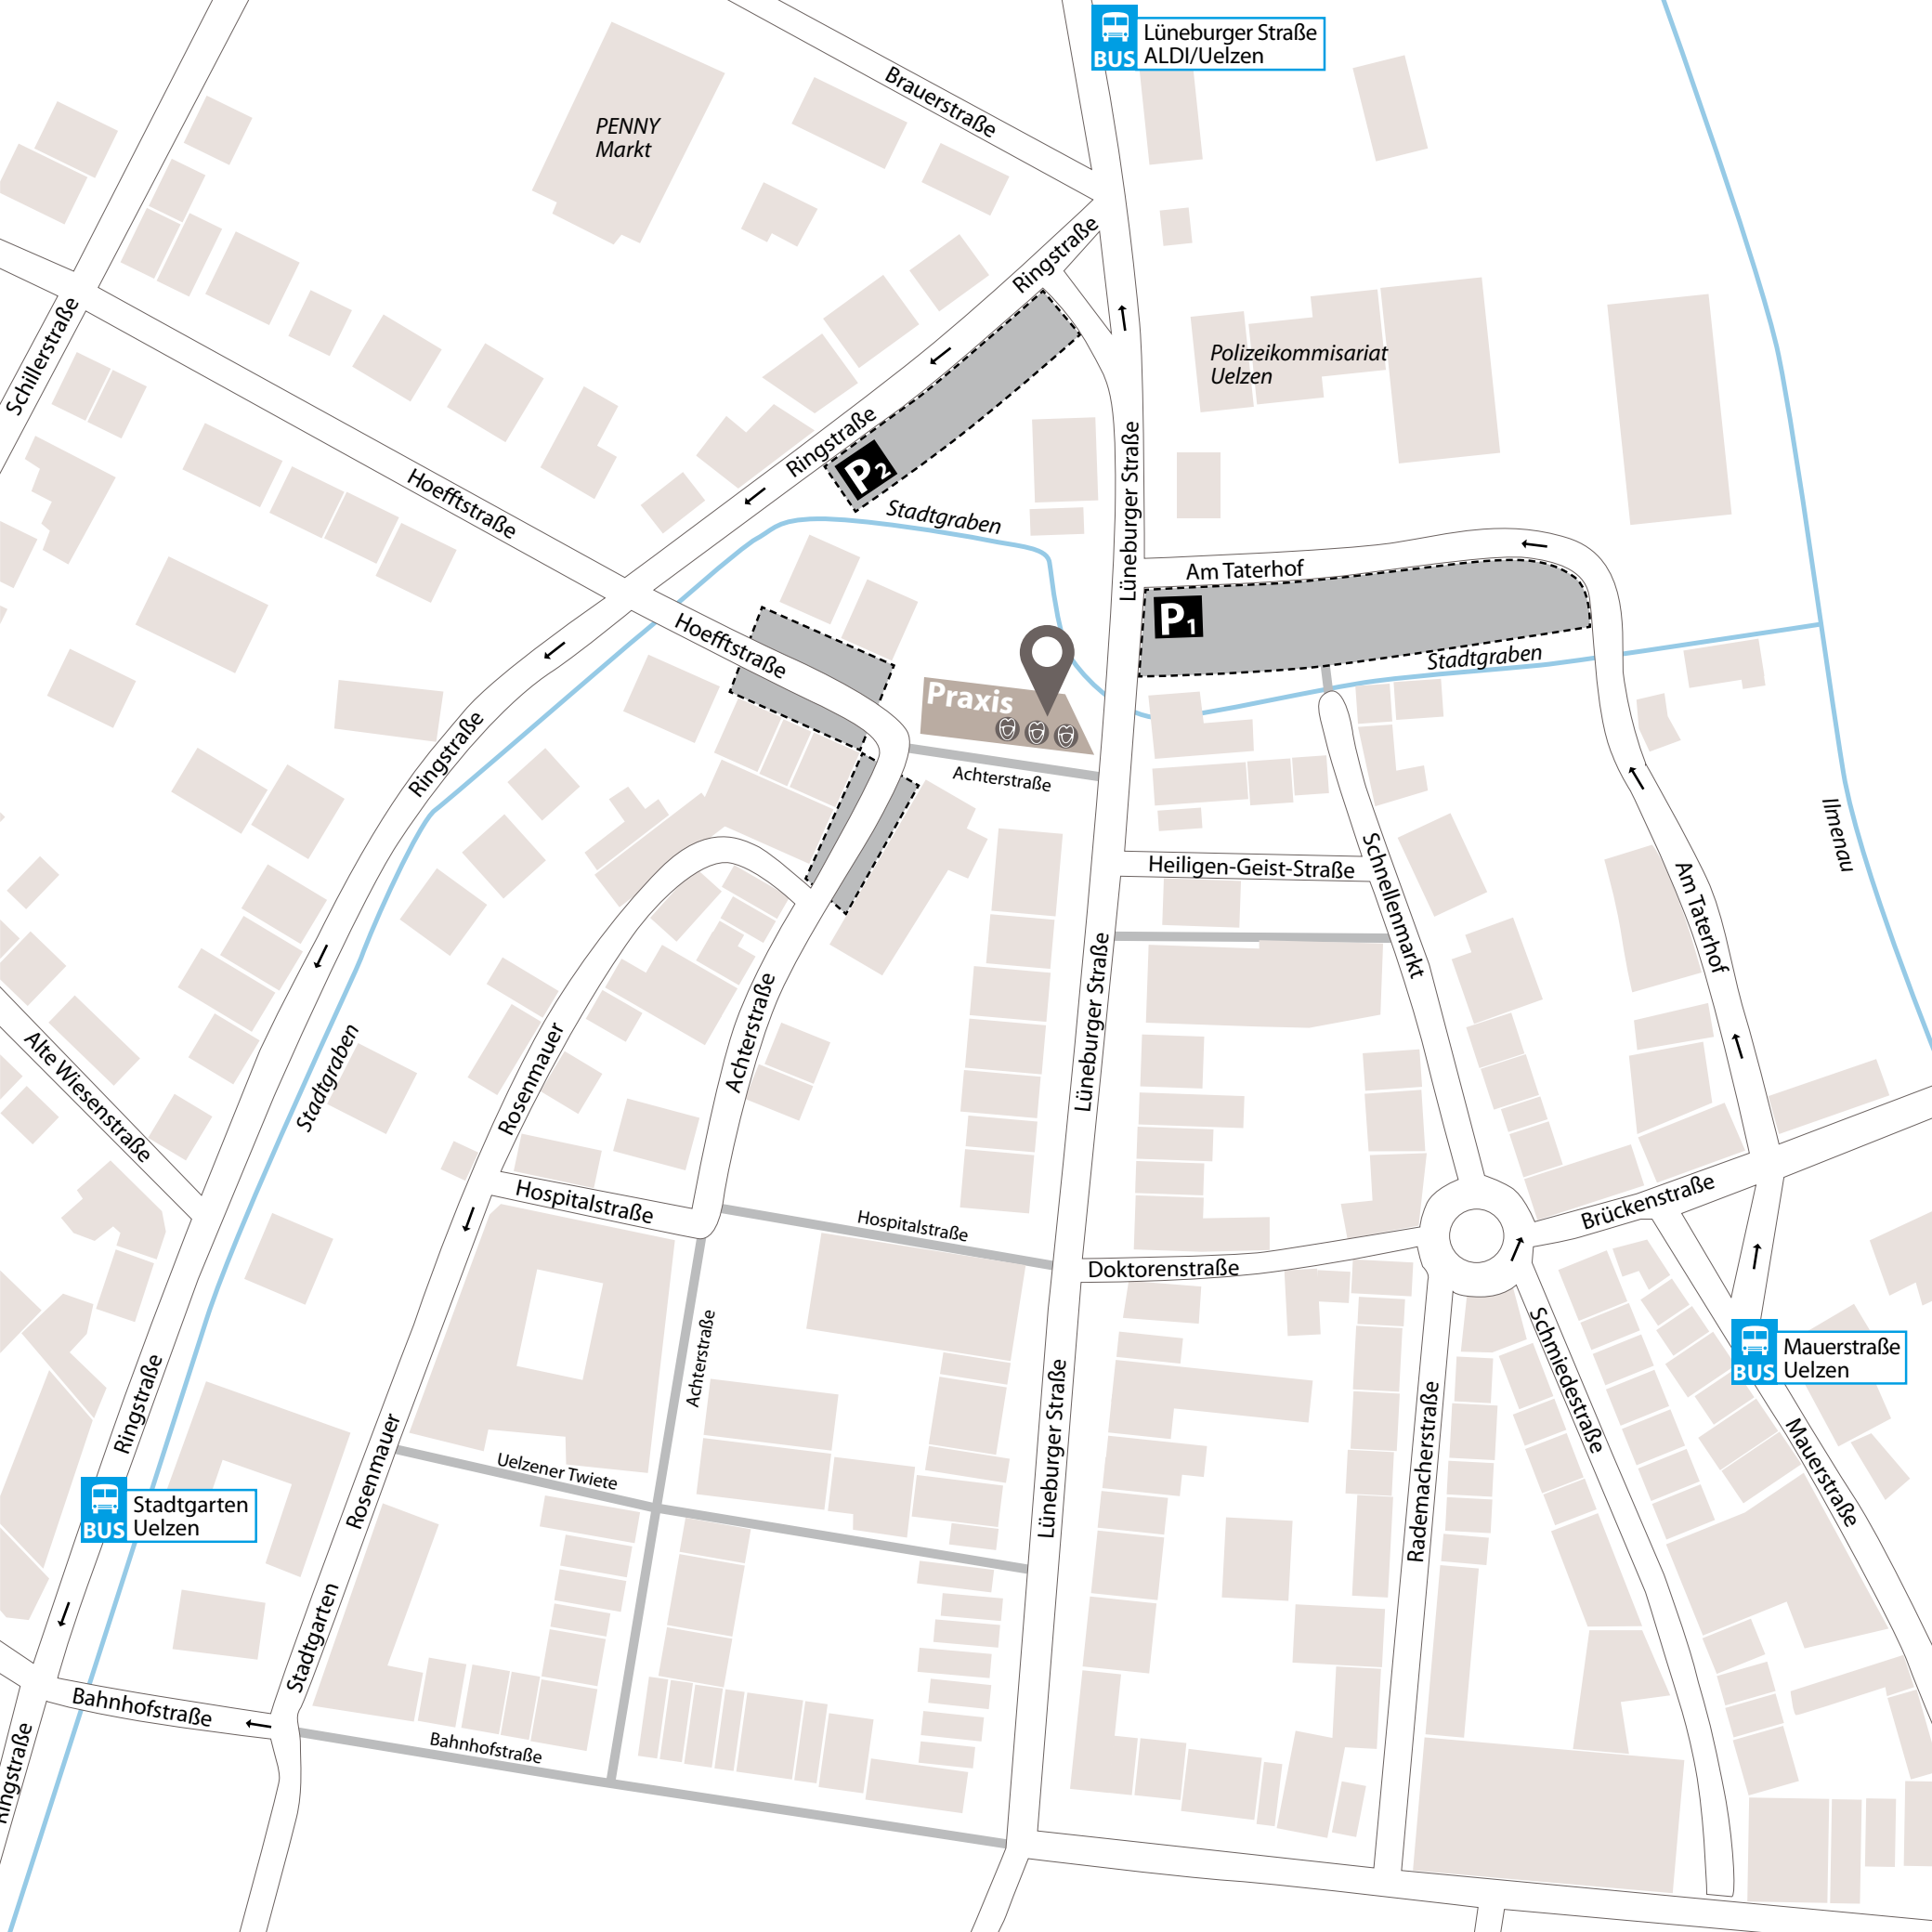 BUS
Lüneburger Straße
ALDI/Uelzen
Brauerstraße
PENNY
Markt
Ringstraße
Schillerstraße
Polizeikommisariat
Uelzen
Ringstraße
P2
Hoefftstraße
Stadtgraben
Lüneburger Straße
Am Taterhof
P1
Hoefftstraße
Stadtgraben
Praxis
Ringstraße
Achterstraße
Ilmenau
Heiligen-Geist-Straße
Schnellenmarkt
Am Taterhof
Achterstraße
Lüneburger Straße
Rosenmauer
Stadtgraben
Alte Wiesenstraße
Hospitalstraße
Hospitalstraße
Brückenstraße
Doktorenstraße
Achterstraße
Schmiedestraße
BUS
Mauerstraße
Uelzen
Ringstraße
Rosenmauer
Uelzener Twiete
Lüneburger Straße
Rademacherstraße
Mauerstraße
BUS
Stadtgarten
Uelzen
Stadtgarten
Bahnhofstraße
Bahnhofstraße
Ringstraße